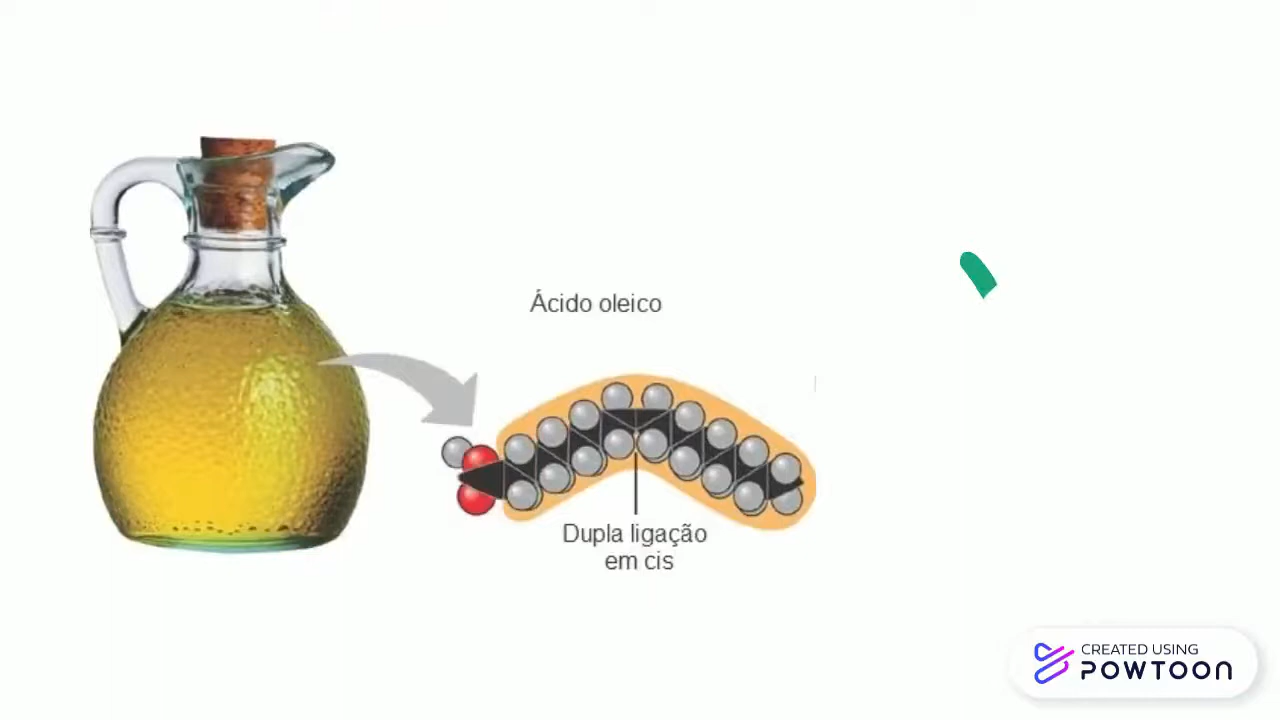 Ácido oleico
Dupla ligação
em cis
CREATED USING
POWTOON